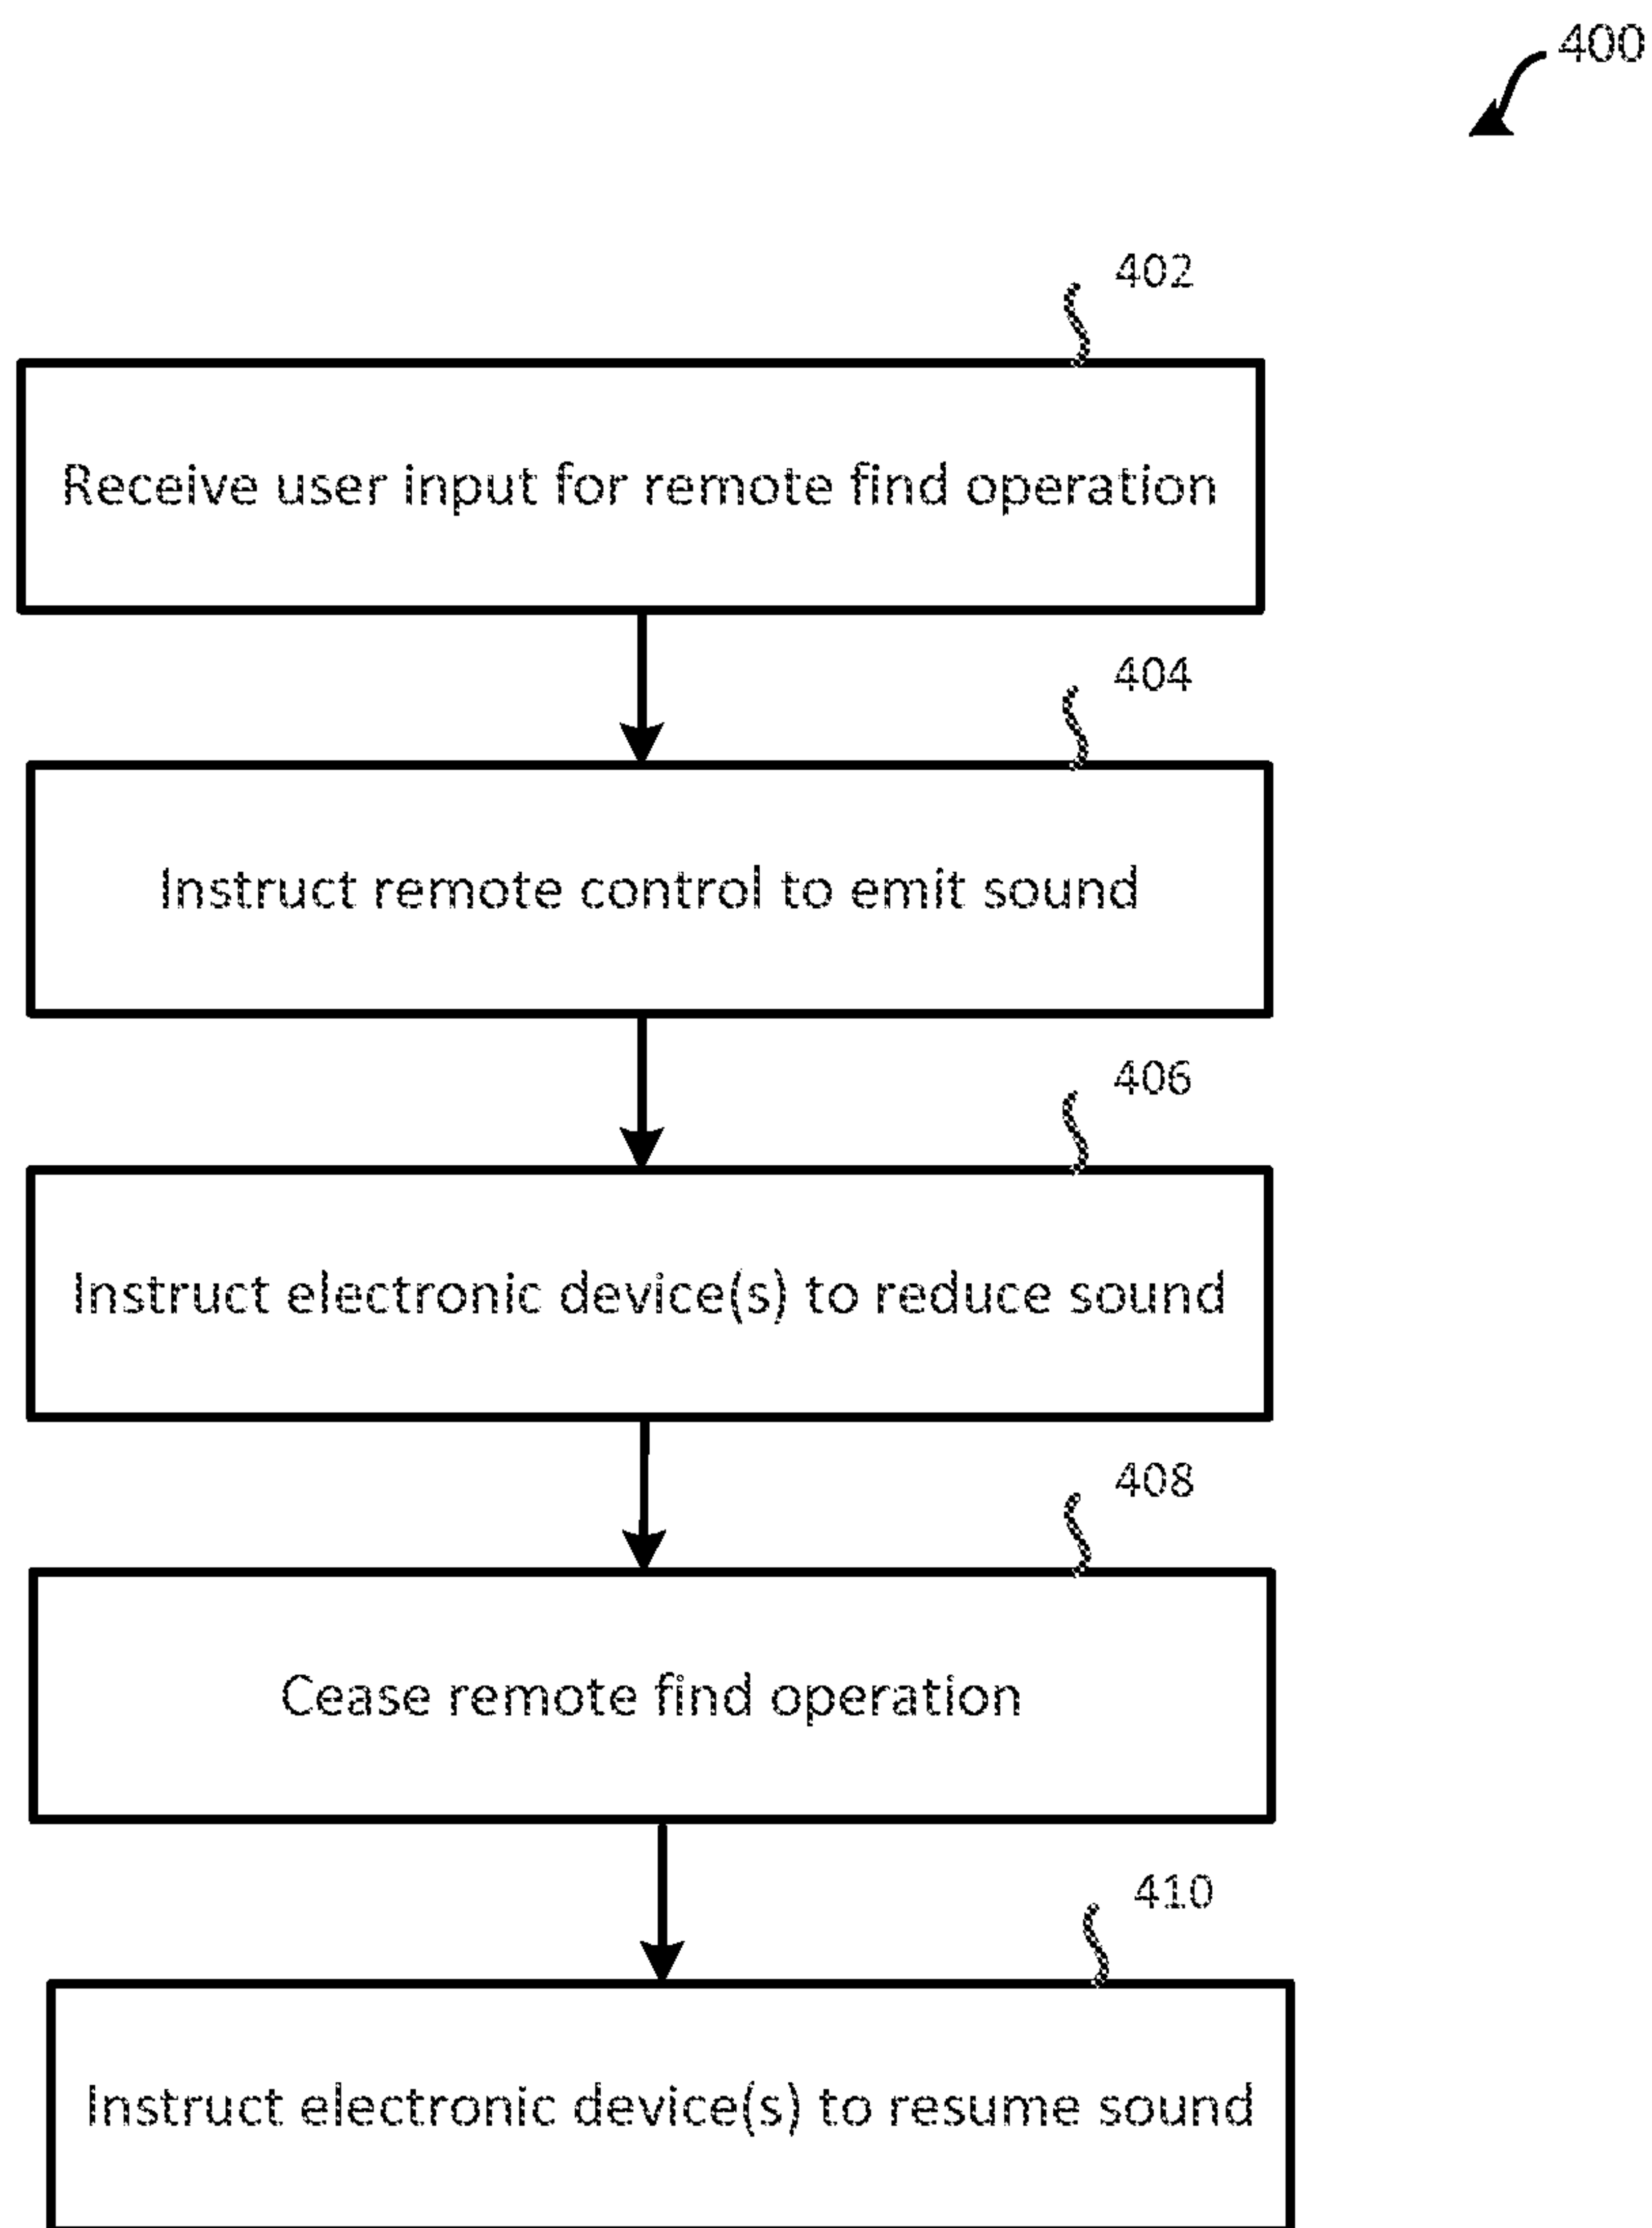 400
402
Receive user input for remote find operation
404
Instruct remote control to emit sound
406
Instruct electronic device(s) to reduce sound
408
Cease remote find operation
410
Instruct electronic device(s) to resume sound